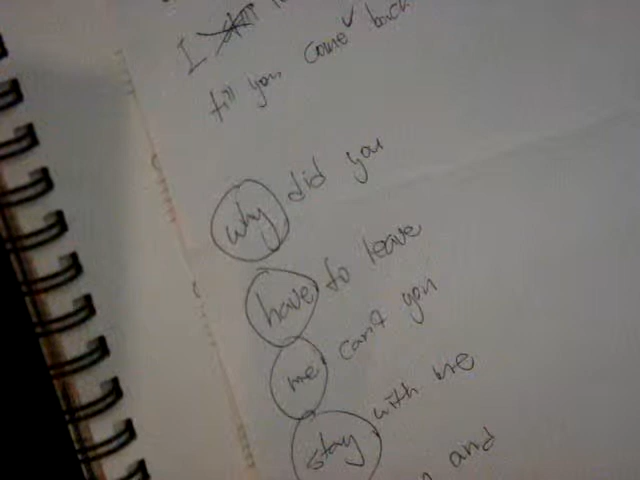 I
till you come back
why did you
have to leave
me can't you
stay with me
and